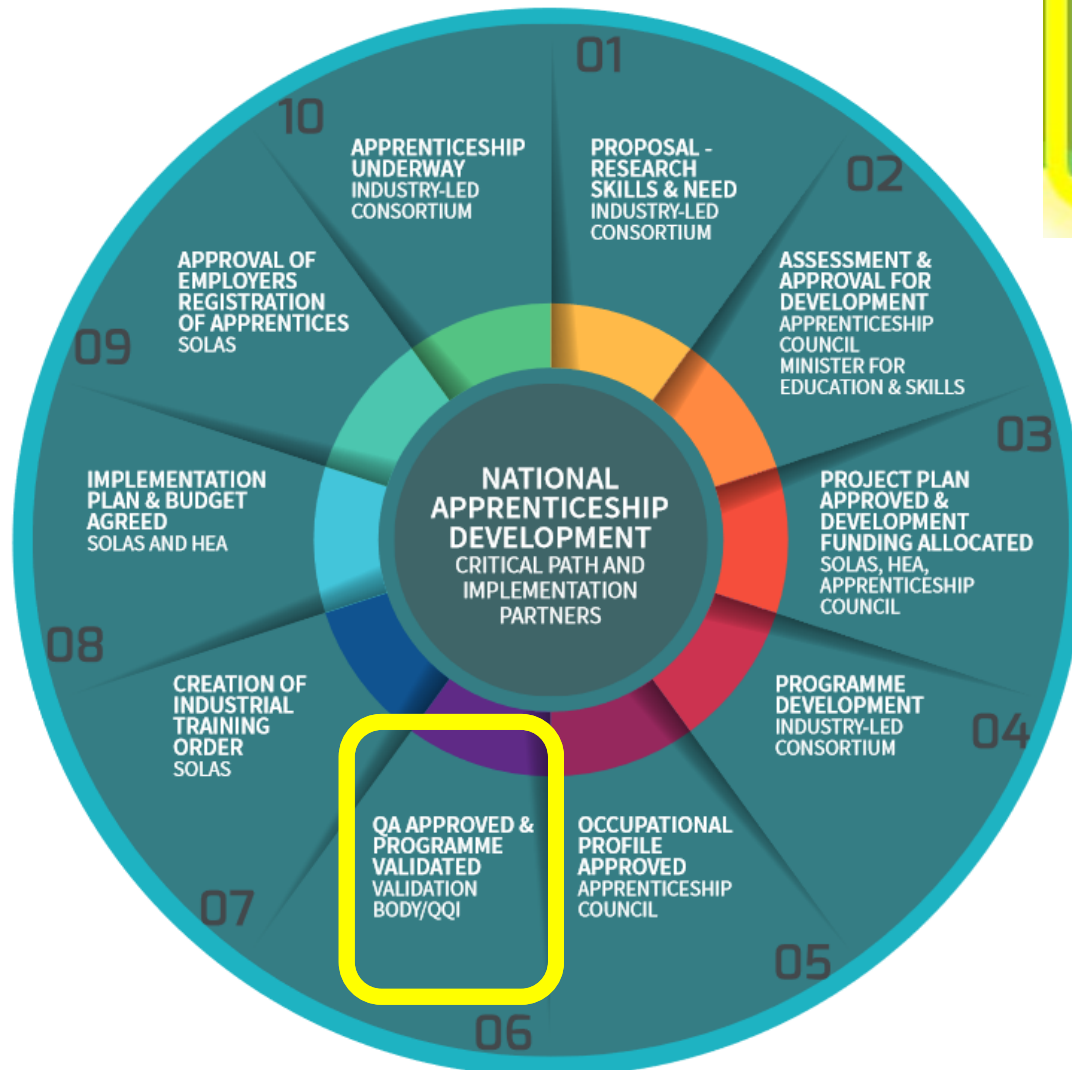 01
PROPOSAL -
RESEARCH
SKILLS & NEED
INDUSTRY-LED
CONSORTIUM
02
ASSESSMENT &
APPROVAL FOR
DEVELOPMENT
APPRENTICESHIP
COUNCIL
MINISTER FOR
EDUCATION & SKILLS
03
PROJECT PLAN
APPROVED &
DEVELOPMENT
FUNDING ALLOCATED
SOLAS, HEA,
APPRENTICESHIP
COUNCIL
04
PROGRAMME
DEVELOPMENT
INDUSTRY-LED
CONSORTIUM
05
OCCUPATIONAL
PROFILE
APPROVED
APPRENTICESHIP
COUNCIL
06
QA APPROVED &
PROGRAMME
VALIDATED
VALIDATION
BODY/QQI
07
CREATION OF
INDUSTRIAL
TRAINING
ORDER
SOLAS
08
IMPLEMENTATION
PLAN & BUDGET
AGREED
SOLAS AND HEA
09
APPROVAL OF
EMPLOYERS
REGISTRATION
OF APPRENTICES
SOLAS
10
APPRENTICESHIP
UNDERWAY
INDUSTRY-LED
CONSORTIUM
NATIONAL
APPRENTICESHIP
DEVELOPMENT
CRITICAL PATH AND
IMPLEMENTATION
PARTNERS